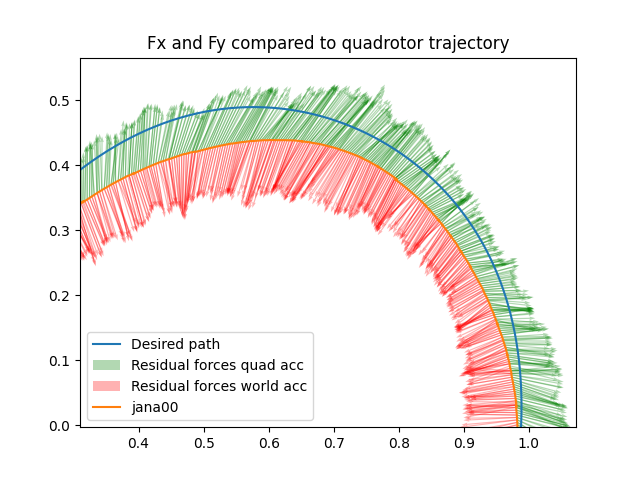 Fx and Fy compared to quadrotor trajectory
0.5
0.4
0.3
0.2
0.1
0.0
Desired path
Residual forces quad acc
Residual forces world acc
jana00
0.4 0.5 0.6 0.7 0.8 0.9 1.0